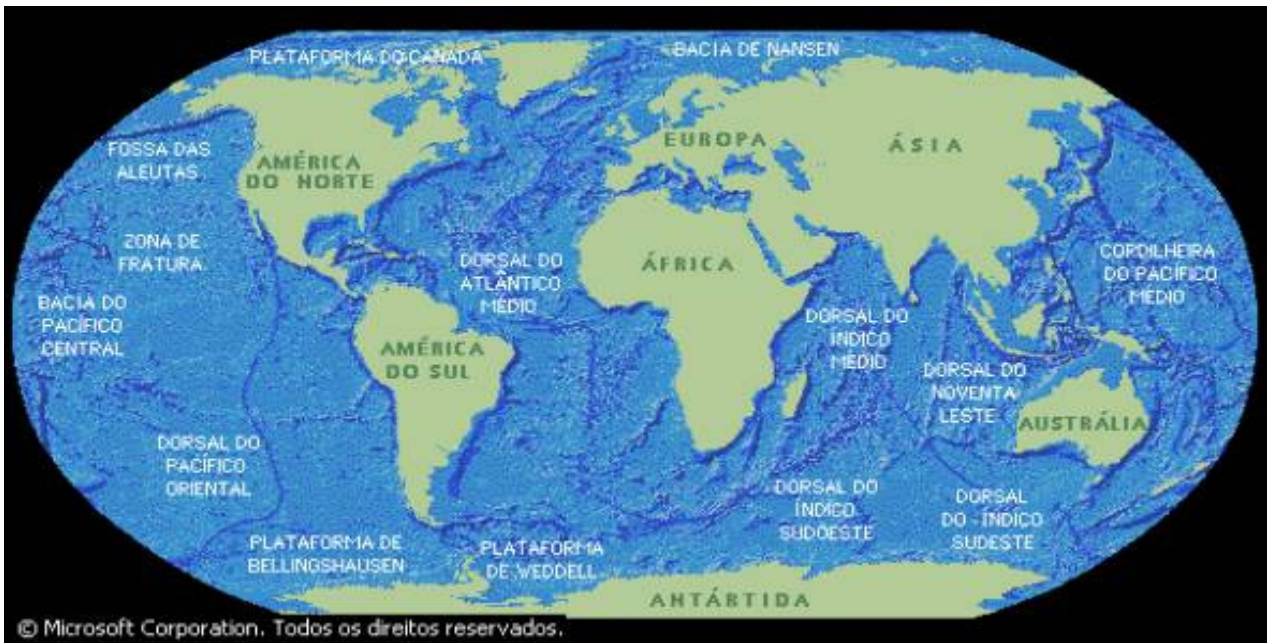 PLATAFORMA DO CANADA
BACIA DE NANSEN
FOSSA DAS
ALEUTAS
AMÉRICA
DO NORTE
EUROPA
ÁSIA
ZONA DE
FRATURA
DORSAL DO
ATLÂNTICO
MÉDIO
ÁFRICA
CORDILHEIRA
DO PACÍFICO
MÉDIO
BACIA DO
PACÍFICO
CENTRAL
AMÉRICA
DO SUL
DORSAL DO
ÍNDICO
MÉDIO
DORSAL DO
NOVENTA
LESTE
AUSTRÁLIA
DORSAL DO
PACÍFICO
ORIENTAL
DORSAL DO
ÍNDICO
SUDOESTE
DORSAL
DO - ÍNDICO
SUDESTE
PLATAFORMA DE
BELLINGSHAUSEN
PLATAFORMA
DE WEDDELL
ANTÁRTIDA
© Microsoft Corporation. Todos os direitos reservados.